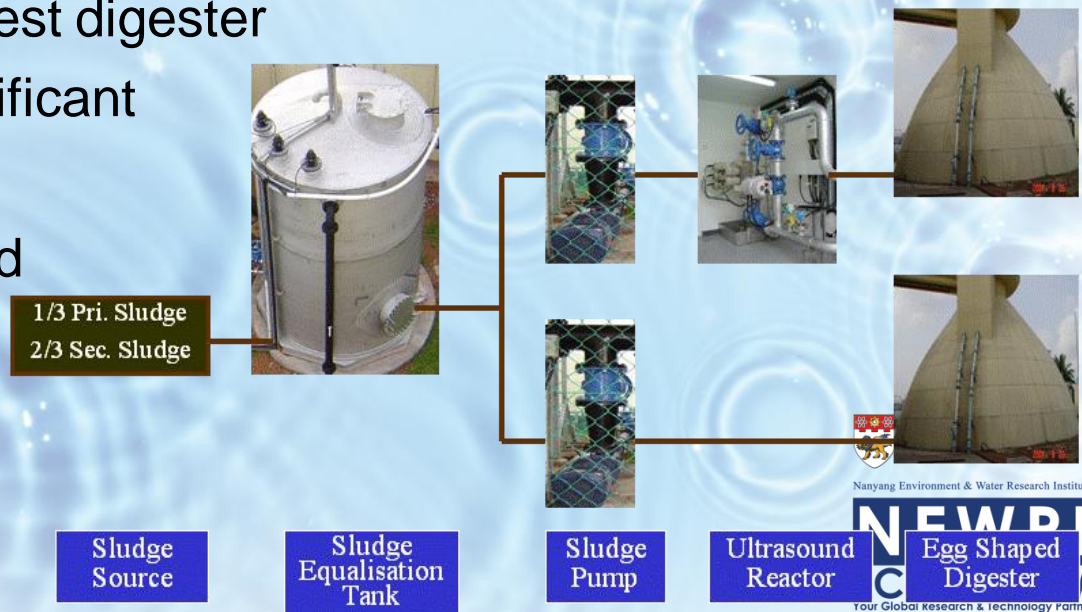 est digester
ificant
d
1/3 Pri. Sludge
2/3 Sec. Sludge
Nanyang Environment & Water Research Institu
Sludge
Source
Sludge
Equalisation
Tank
Sludge
Pump
Ultrasound
Reactor
Egg Shaped
Digester
Your Global Research & Technology Part